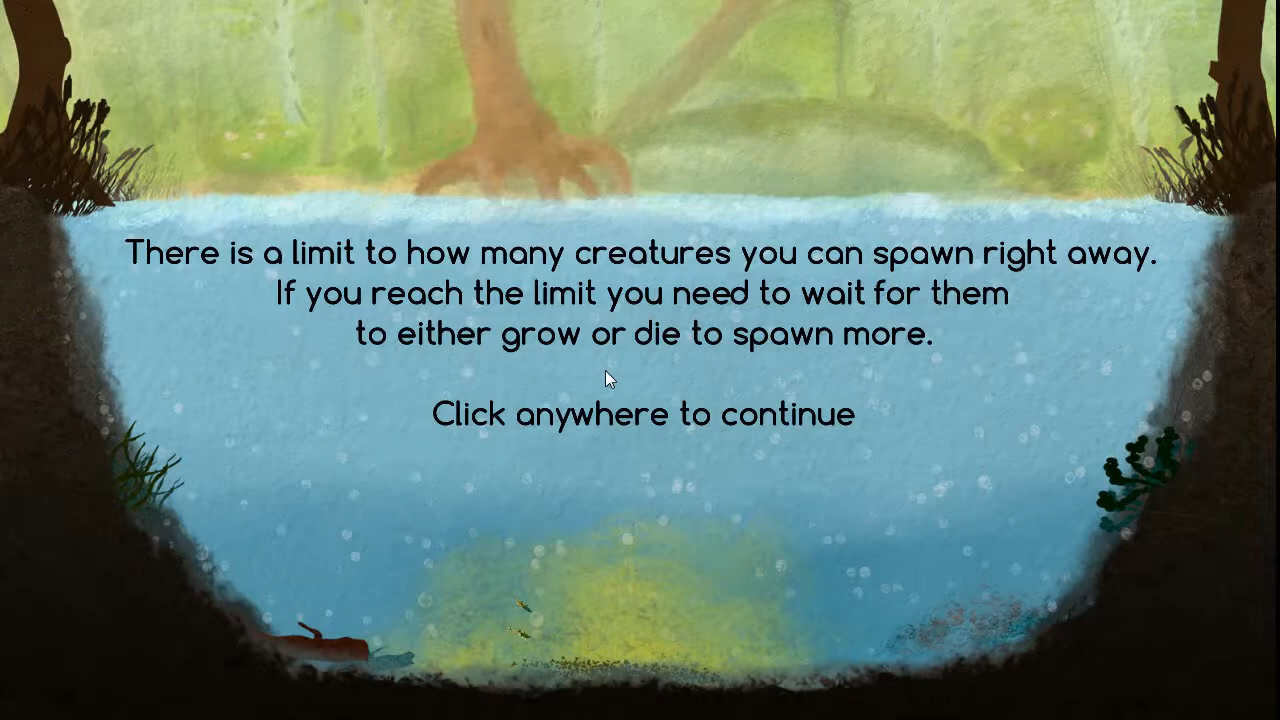 There is a limit to how many creatures you can spawn right away.
If you reach the limit you need to wait for them
to either grow or die to spawn more.
Click anywhere to continue